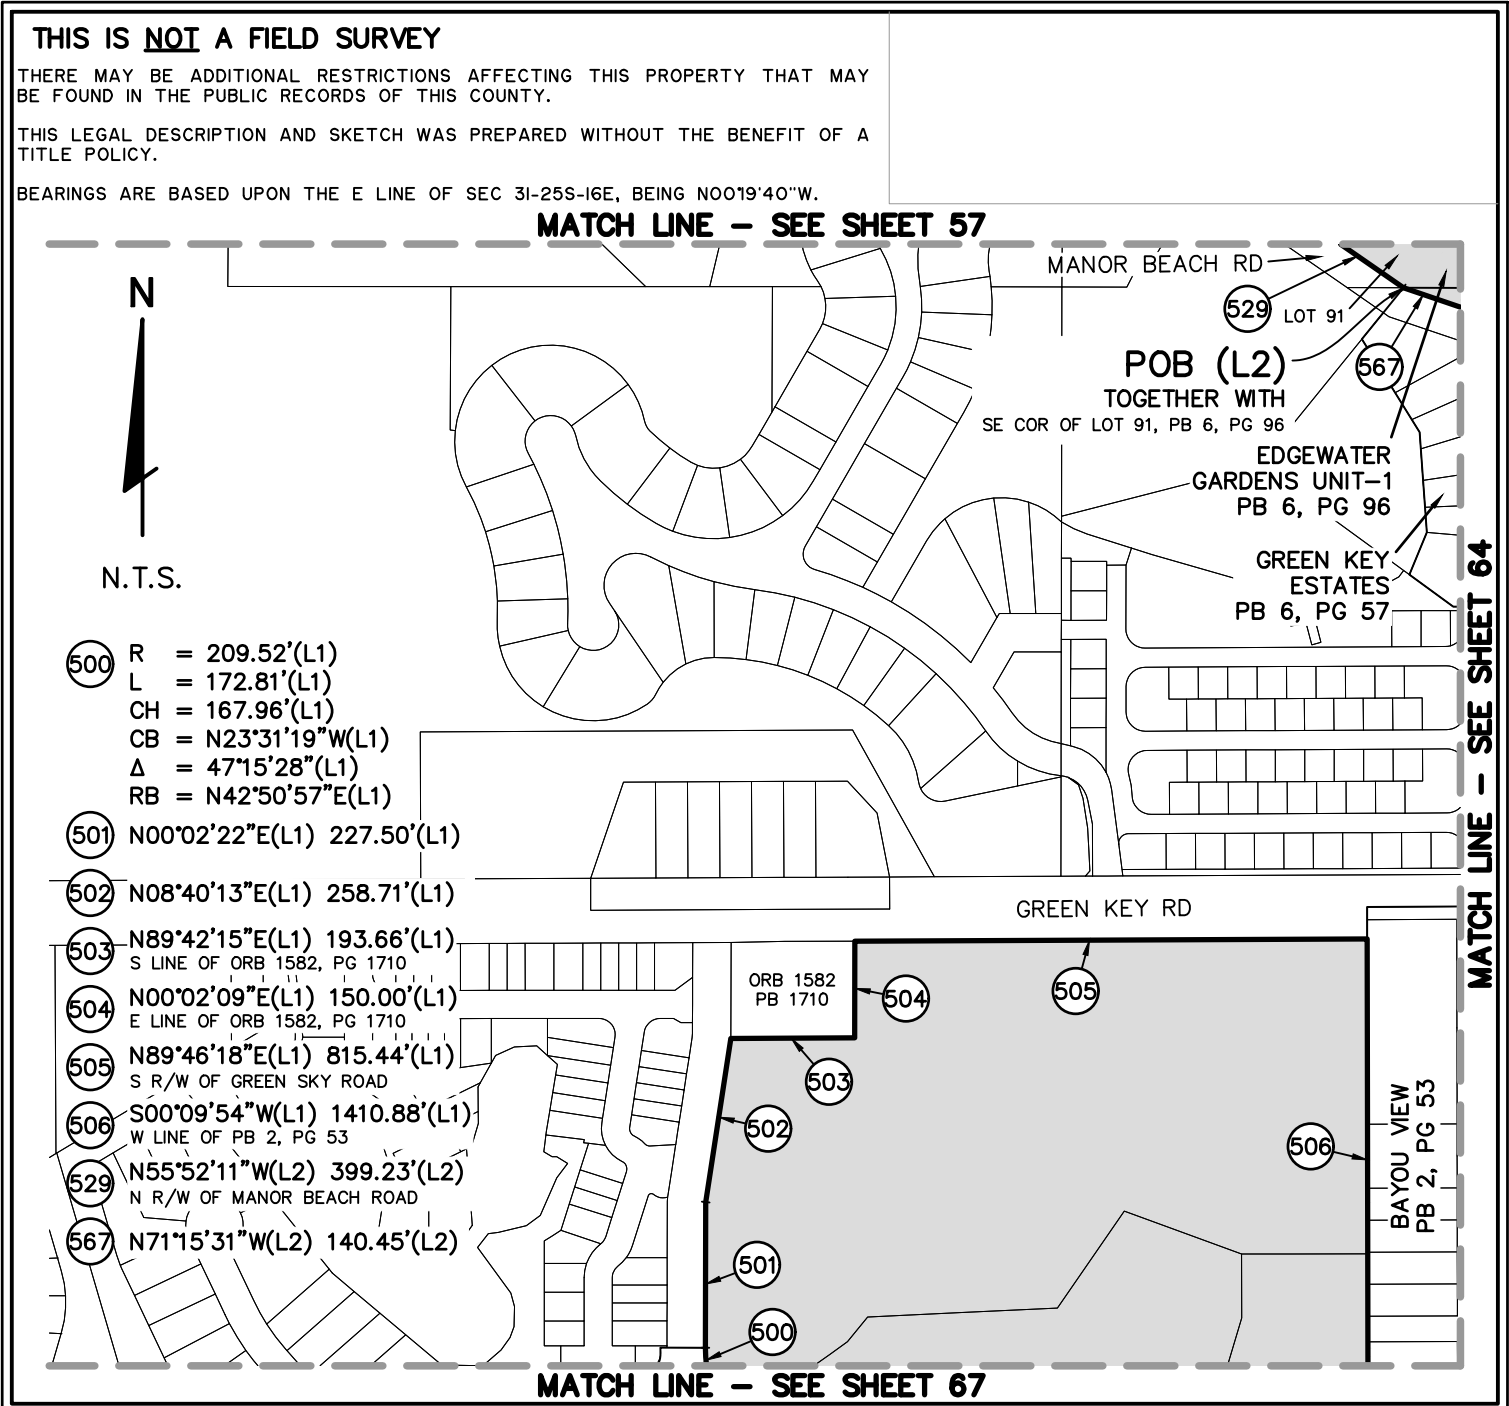 THIS IS NOT A FIELD SURVEY
THERE MAY BE ADDITIONAL RESTRICTIONS AFFECTING THIS PROPERTY THAT MAY
BE FOUND IN THE PUBLIC RECORDS OF THIS COUNTY.
THIS LEGAL DESCRIPTION AND SKETCH WAS PREPARED WITHOUT THE BENEFIT OF A
TITLE POLICY.
BEARINGS ARE BASED UPON THE E LINE OF SEC 31-25S-16E, BEING N00°19'40"W.
MATCH LINE - SEE SHEET 57
MANOR BEACH RD
529
LOT 91
POB (L2)
TOGETHER WITH
SE COR OF LOT 91, PB 6, PG 96
567
EDGEWATER
GARDENS UNIT-1
PB 6, PG 96
GREEN KEY
ESTATES
PB 6, PG 57
MATCH LINE - SEE SHEET 64
N
N.T.S.
500
R = 209.52'(L1)
L = 172.81'(L1)
CH = 167.96'(L1)
CB = N23°31'19"W(L1)
Δ = 47°15'28"(L1)
RB = N42°50'57"E(L1)
501 N00°02'22"E(L1) 227.50'(L1)
502 N08°40'13"E(L1) 258.71'(L1)
503 N89°42'15"E(L1) 193.66'(L1)
S LINE OF ORB 1582, PG 1710
504 N00°02'09"E(L1) 150.00'(L1)
E LINE OF ORB 1582, PG 1710
505 N89°46'18"E(L1) 815.44'(L1)
S R/W OF GREEN SKY ROAD
506 S00°09'54"W(L1) 1410.88'(L1)
W LINE OF PB 2, PG 53
529 N55°52'11"W(L2) 399.23'(L2)
N R/W OF MANOR BEACH ROAD
567 N71°15'31"W(L2) 140.45'(L2)
GREEN KEY RD
ORB 1582
PB 1710
504
505
503
502
506
BAYOU VIEW
PB 2, PG 53
501
500
MATCH LINE - SEE SHEET 67